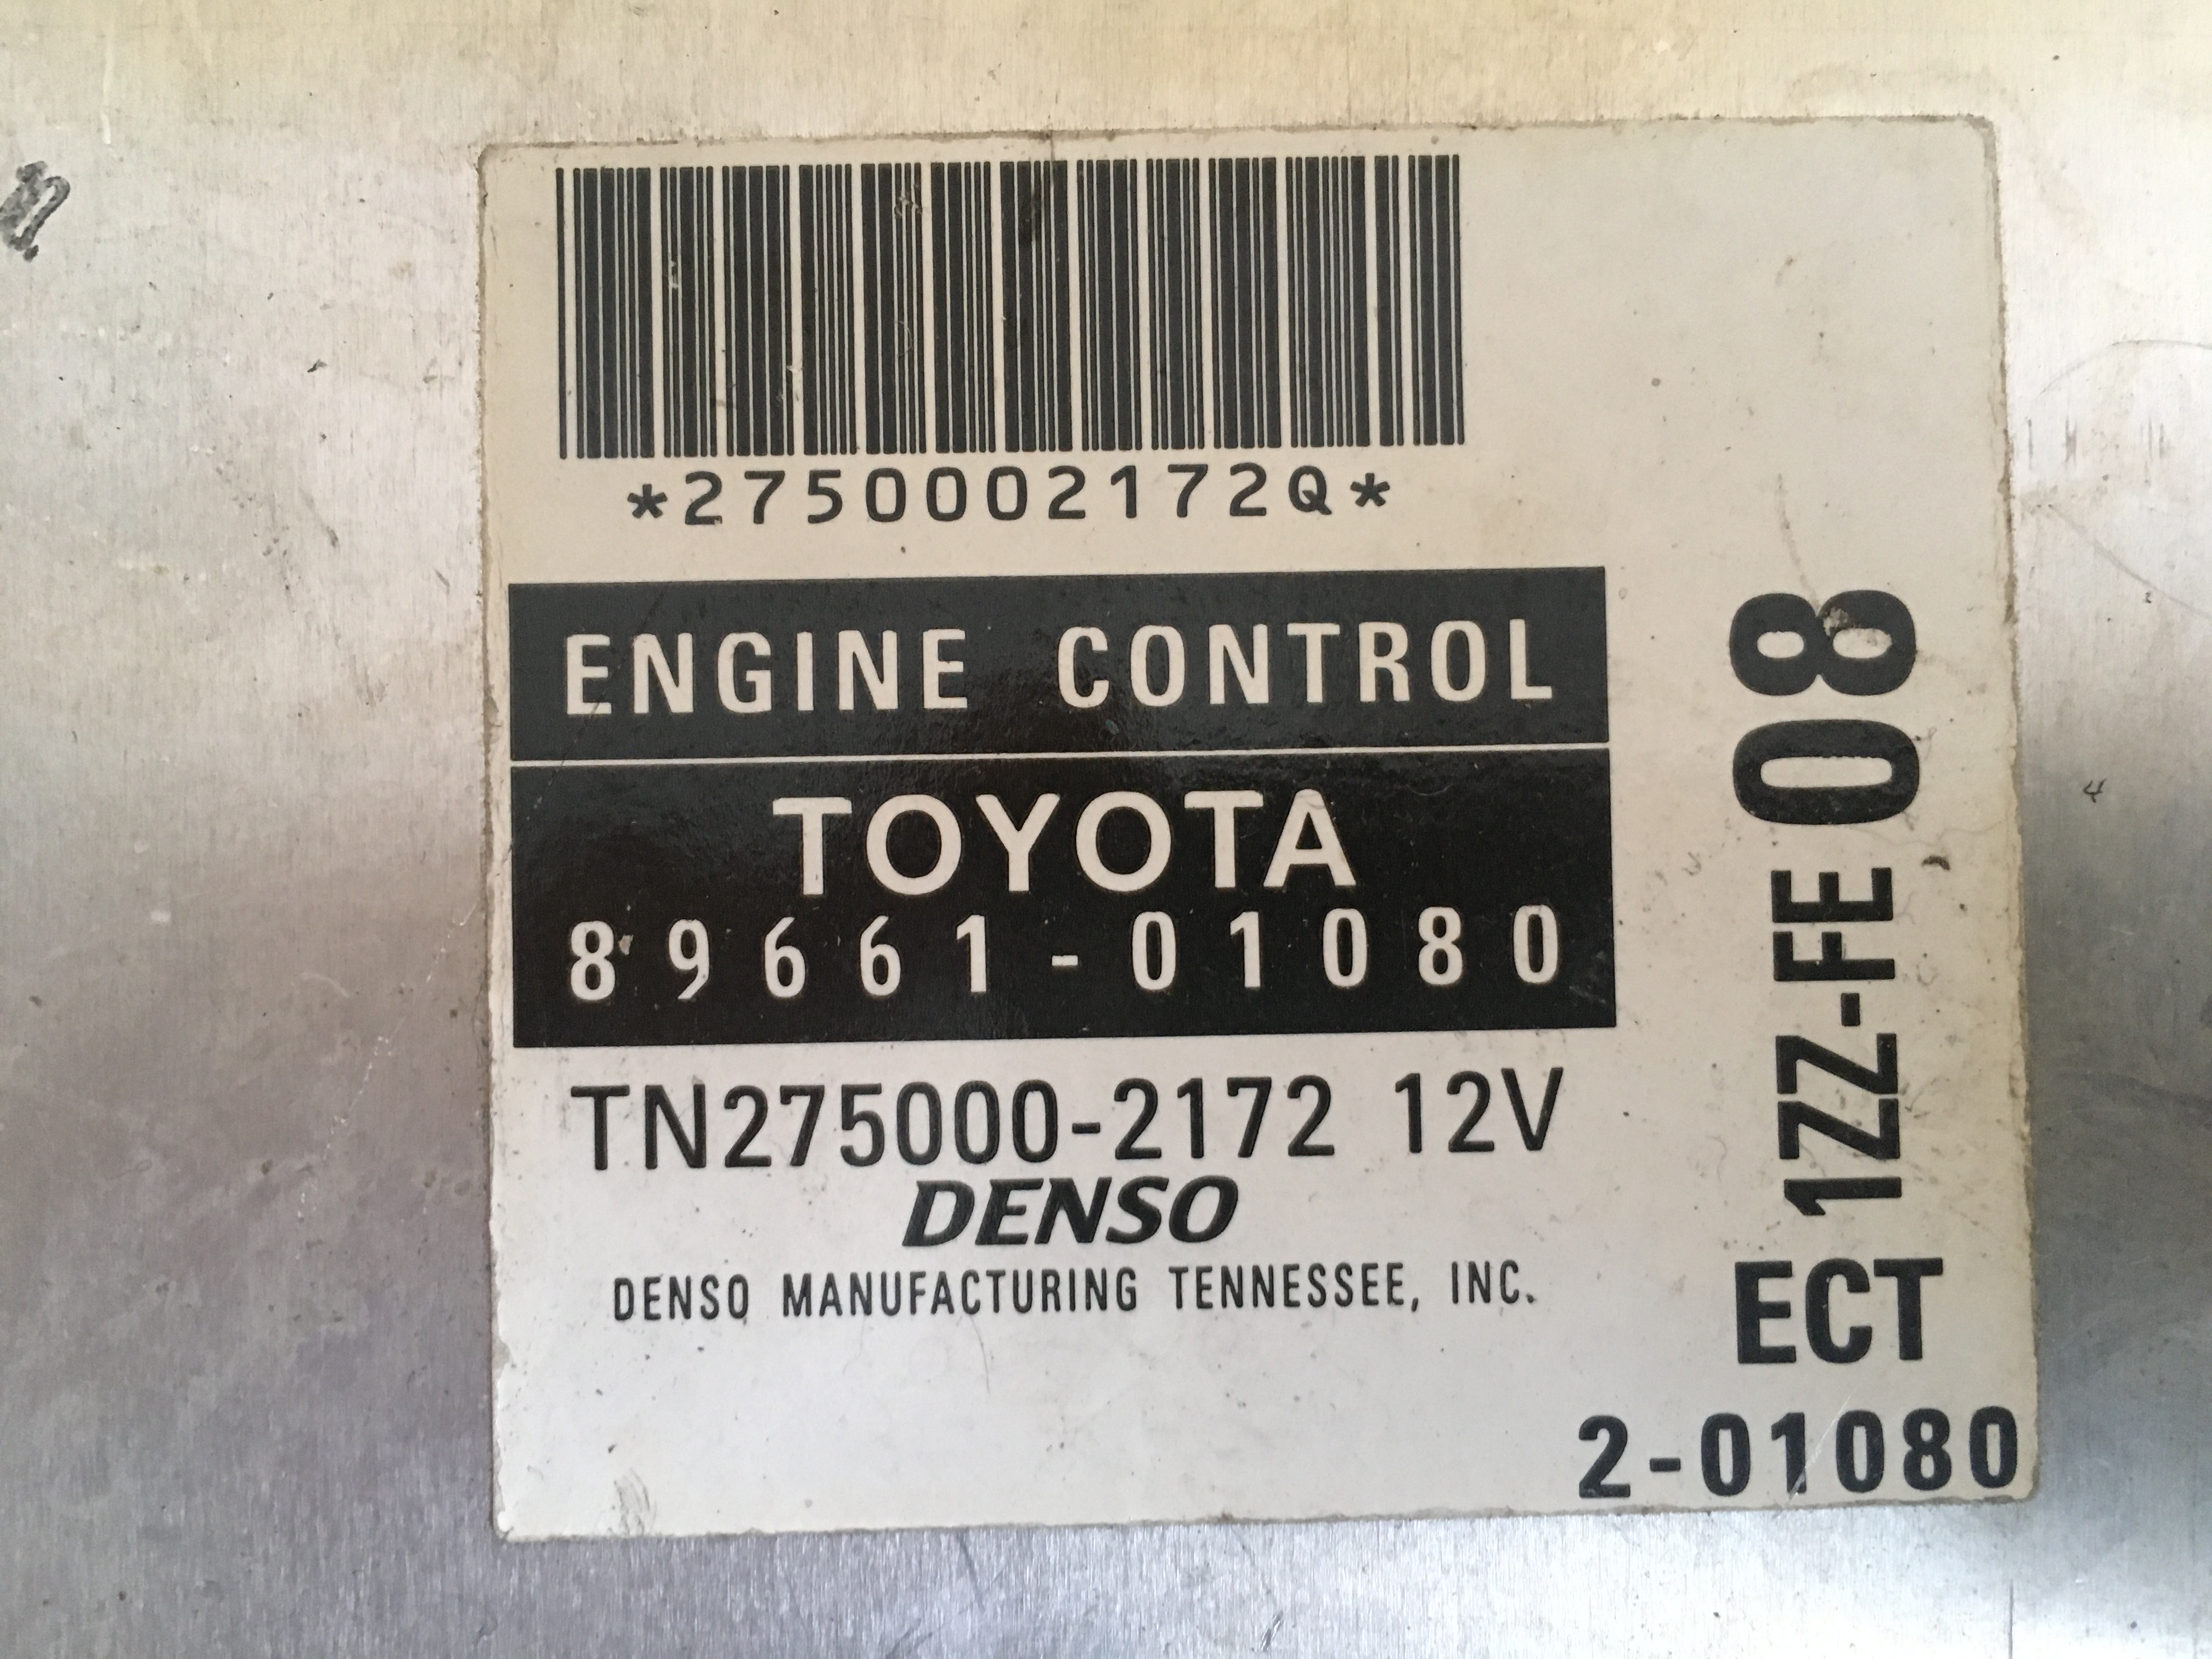 *2750002172Q*
ENGINE CONTROL
TOYOTA
89661-01080
TN275000-2172 12V
DENSO
DENSO MANUFACTURING TENNESSEE, INC.
1ZZ-FE 08
ECT
2-01080